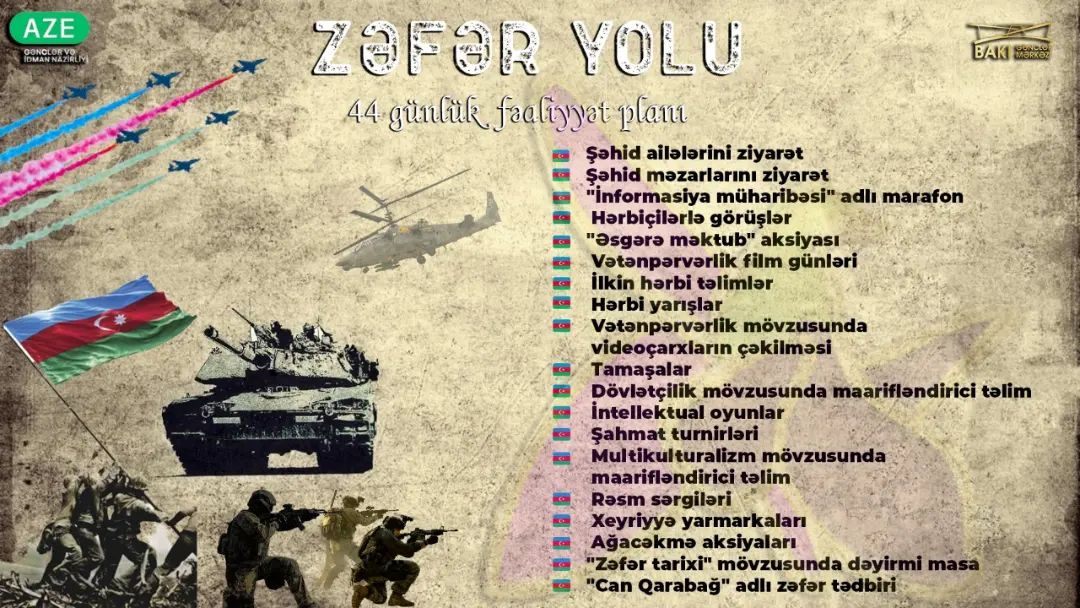 AZE
GƏNCLƏR VƏ
İDMAN NAZİRLİYİ
ZƏFƏR YOLU
BAKI GƏNCLƏ
MƏRKƏZ
44 günlük fəaliyyət planı
Şəhid ailələrini ziyarət
Şəhid məzarlarını ziyarət
"İnformasiya müharibəsi" adlı marafon
Hərbiçilərlə görüşlər
"Əsgərə məktub" aksiyası
Vətənpərvərlik film günləri
İlkin hərbi təlimlər
Hərbi yarışlar
Vətənpərvərlik mövzusunda
videoçarxların çəkilməsi
Tamaşalar
Dövlətçilik mövzusunda maarifləndirici təlim
İntellektual oyunlar
Şahmat turnirləri
Multikulturalizm mövzusunda
maarifləndirici təlim
Rəsm sərgiləri
Xeyriyyə yarmarkaları
Ağacəkmə aksiyaları
"Zəfər tarixi" mövzusunda dəyirmi masa
"Can Qarabağ" adlı zəfər tədbiri